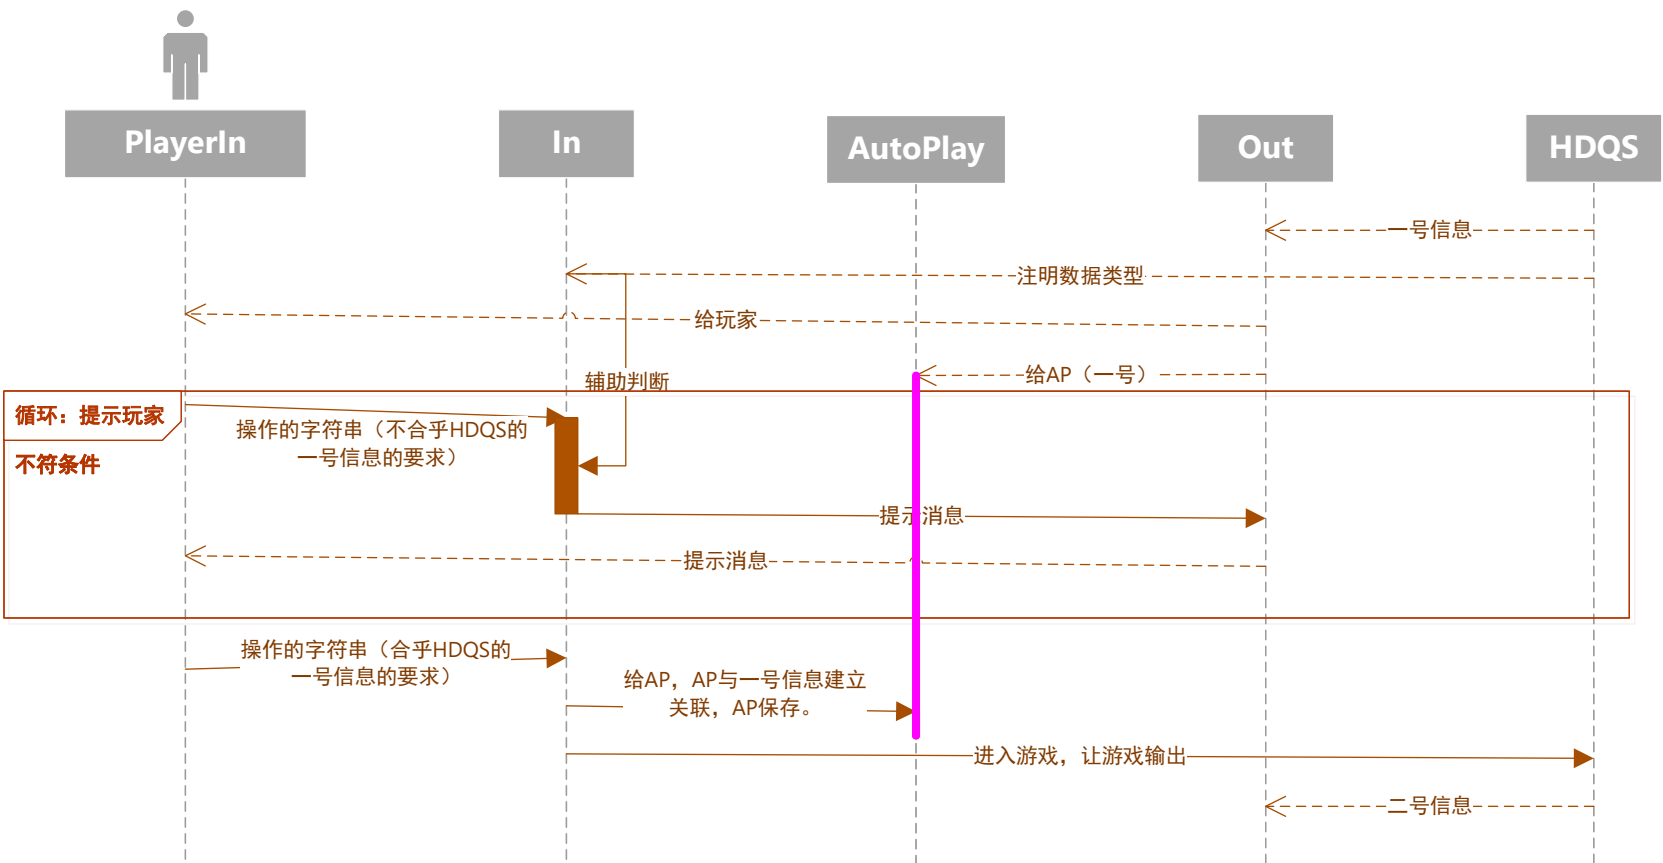 PlayerIn
In
AutoPlay
Out
HDQS
一号信息
注明数据类型
给玩家
给AP（一号）
辅助判断
循环：提示玩家
不符条件
操作的字符串（不合乎HDQS的
一号信息的要求）
提示消息
提示消息
操作的字符串（合乎HDQS的
一号信息的要求）
给AP，AP与一号信息建立
关联，AP保存。
进入游戏，让游戏输出
二号信息